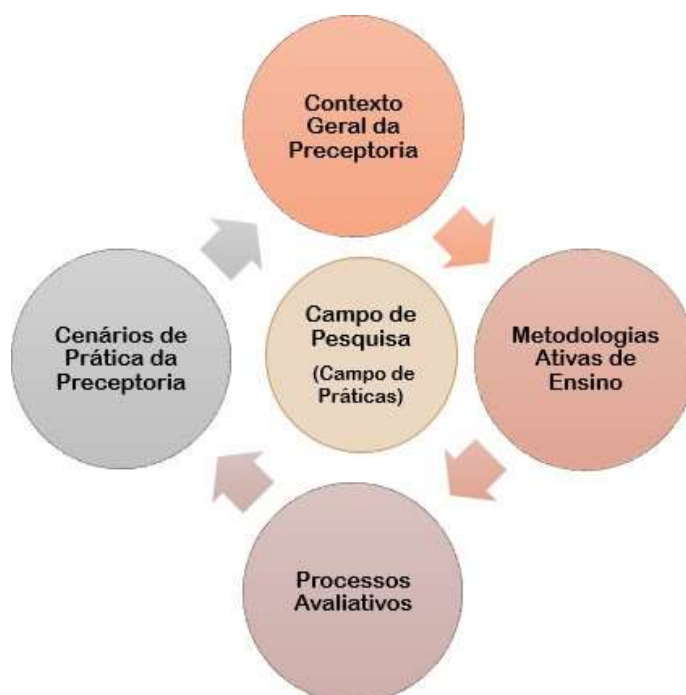 Contexto
Geral da
Preceptoria
Cenários de
Prática da
Preceptoria
Campo de
Pesquisa
(Campo de
Práticas)
Metodologias
Ativas de
Ensino
Processos
Avaliativos